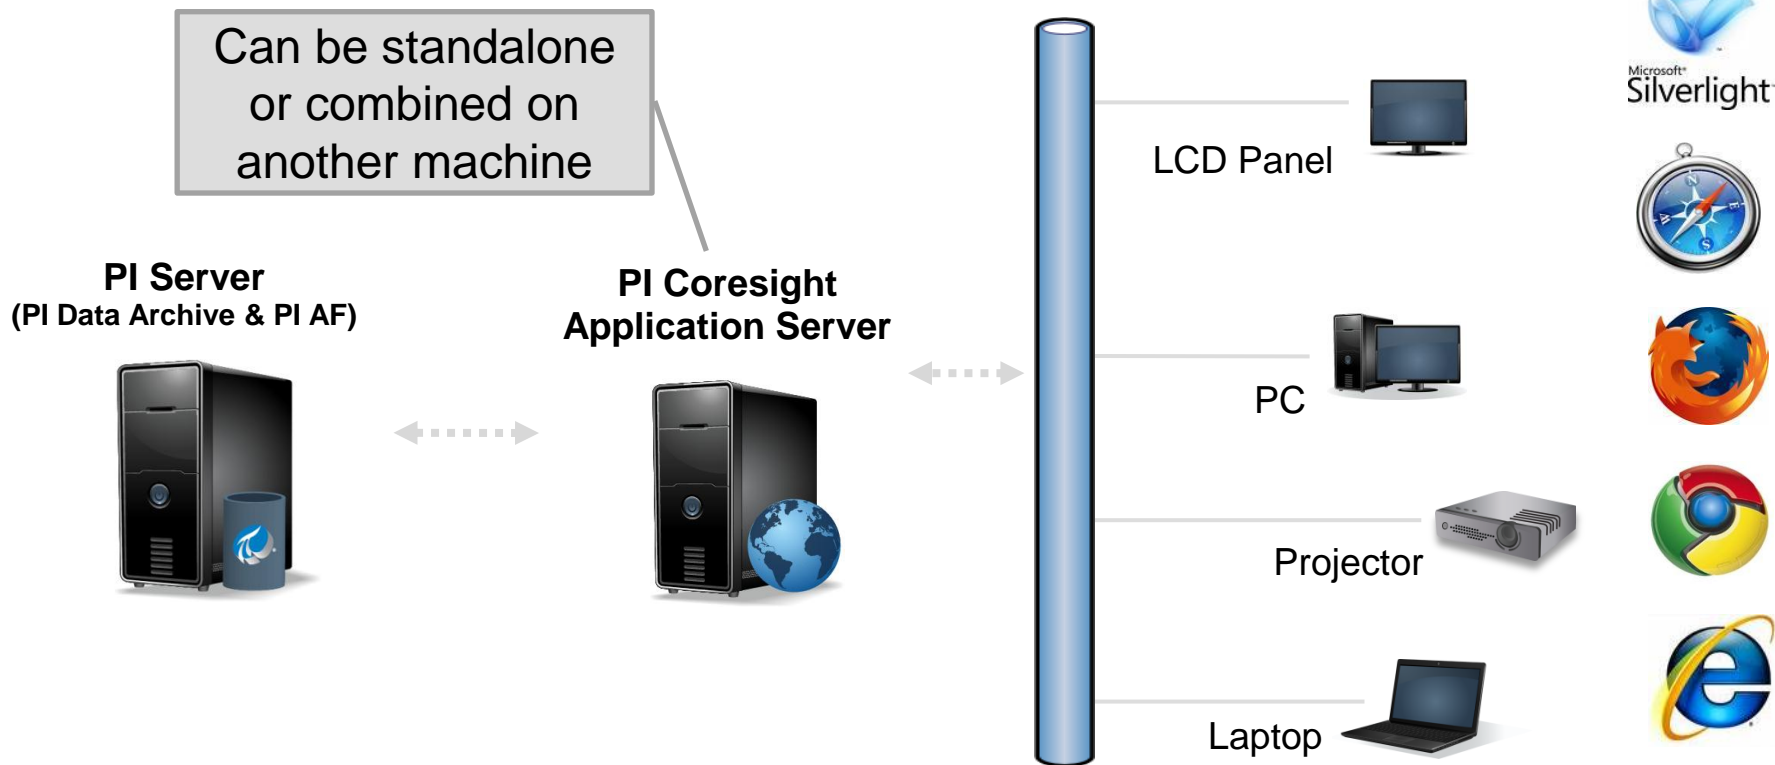 Can be standalone
or combined on
another machine
PI Server
(PI Data Archive & PI AF)
PI Coresight
Application Server
LCD Panel
PC
Projector
Laptop
Microsoft®
Silverlight
N
E
S
W